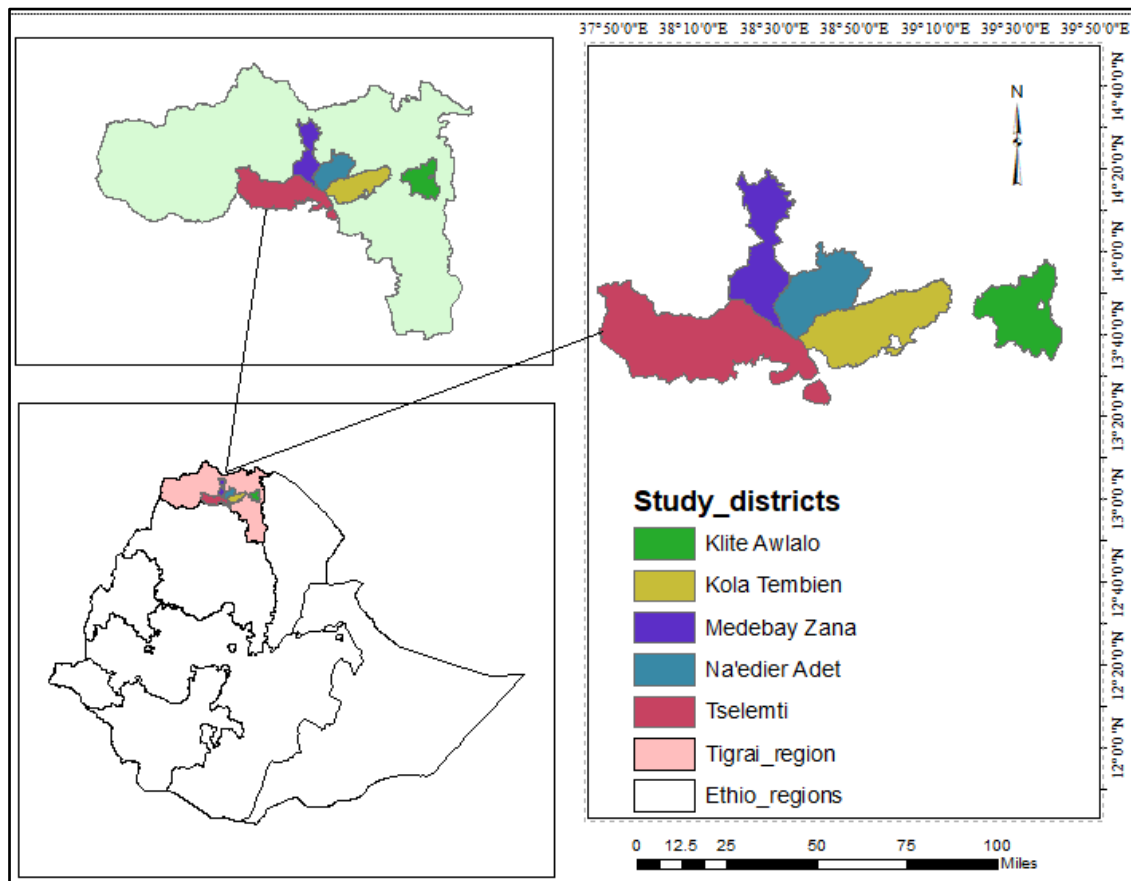 37°50'0"E 38°10'0"E 38°30'0"E 38°50'0"E 39°10'0"E 39°30'0"E 39°50'0"E
N
14°40'0"N
14°20'0"N
14°0'0"N
13°40'0"N
13°20'0"N
13°0'0"N
12°40'0"N
12°20'0"N
12°0'0"N
Study_districts
Klite Awlalo
Kola Tembien
Medebay Zana
Na'edier Adet
Tselemti
Tigrai_region
Ethio_regions
0 12.5 25 50 75 100
Miles